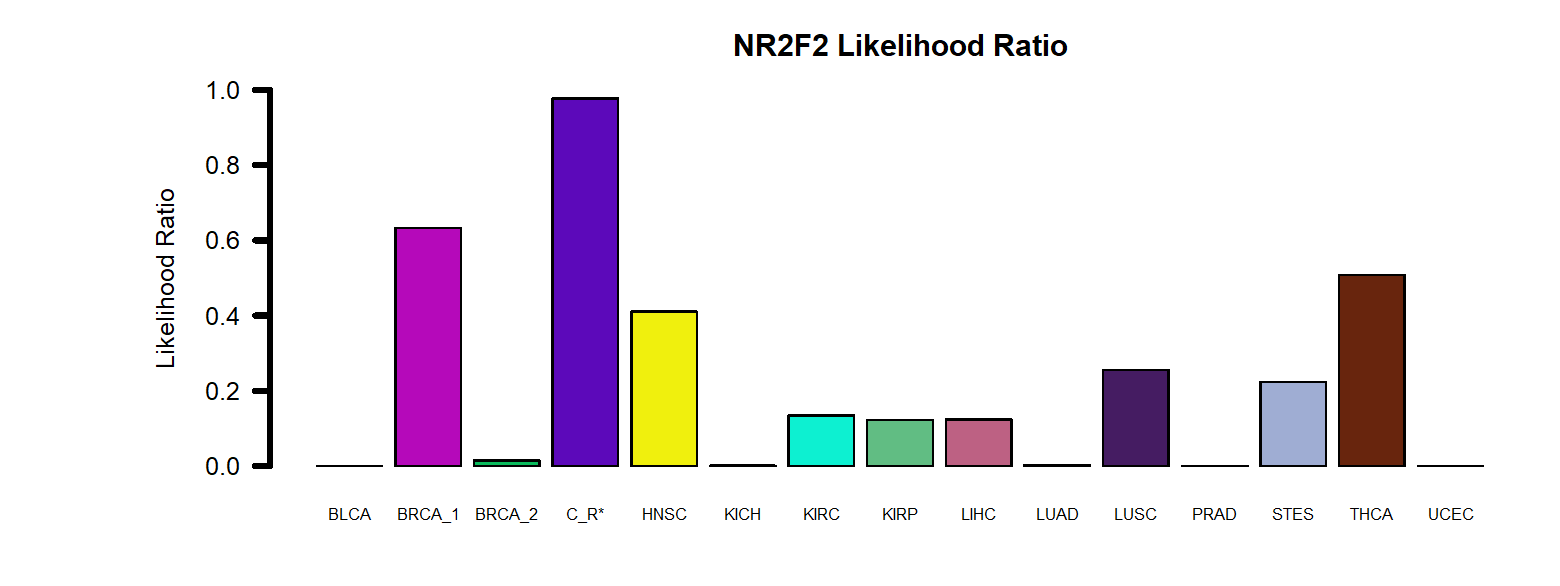 NR2F2 Likelihood Ratio
Likelihood Ratio
1.0
0.8
0.6
0.4
0.2
0.0
BLCA BRCA_1 BRCA_2 C_R* HNSC KICH KIRC KIRP LIHC LUAD LUSC PRAD STES THCA UCEC